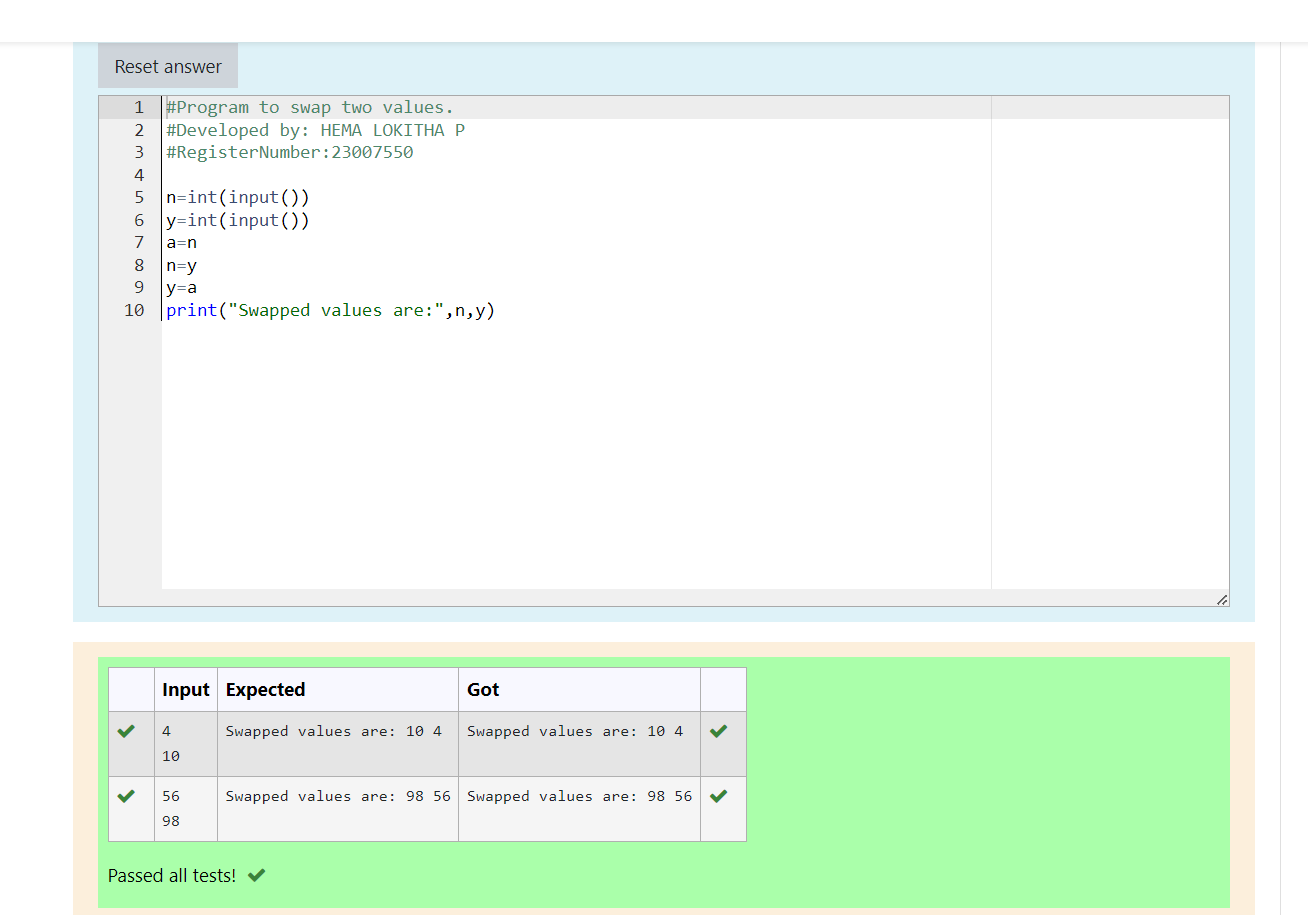 Reset answer
1 #Program to swap two values.
2 #Developed by: HEMA LOKITHA P
3 #RegisterNumber:23007550
4
5 n=int(input())
6 y=int(input())
7 a=n
8 n=y
9 y=a
10 print("Swapped values are:",n,y)
Input Expected Got
4 Swapped values are: 10 4 Swapped values are: 10 4
10
56 Swapped values are: 98 56 Swapped values are: 98 56
98
Passed all tests!